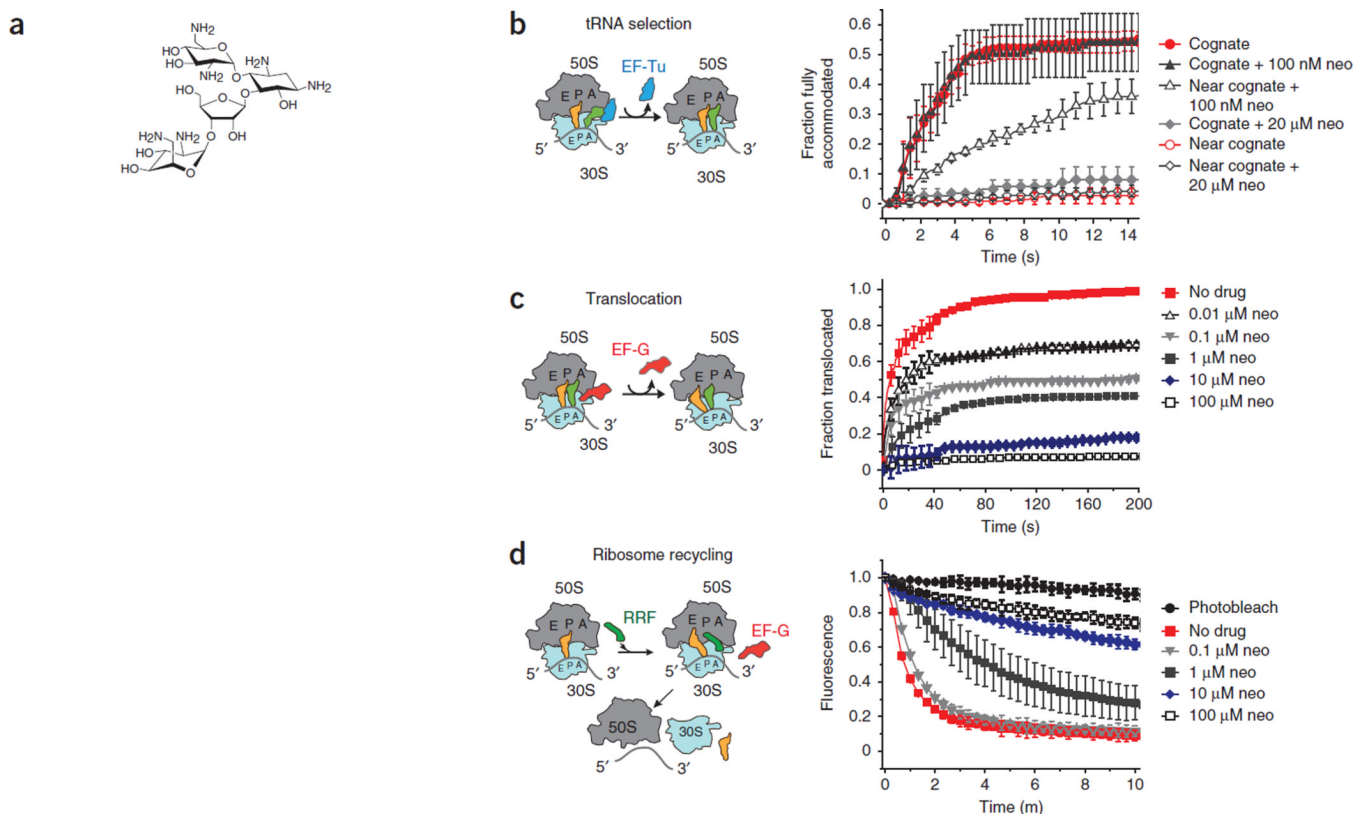 a
NH2
HO
HO
O
NH2
H2N
O
NH2
HO
O
O
OH
NH2
NH2
HO
O
OH
O
HO
O
b
tRNA selection
50S
EF-Tu
50S
E P A
E P A
E P A
E P A
5′
3′
5′
3′
30S
30S
Fraction fully
accommodated
0.6
0.5
0.4
0.3
0.2
0.1
0
0 2 4 6 8 10 12 14
Time (s)
Cognate
Cognate + 100 nM neo
Near cognate +
100 nM neo
Cognate + 20 μM neo
Near cognate
Near cognate +
20 μM neo
c
Translocation
50S
EF-G
50S
E P A
E P A
E P A
E P A
5′
3′
5′
3′
30S
30S
Fraction translocated
1.0
0.8
0.6
0.4
0.2
0
0 40 80 120 160 200
Time (s)
No drug
0.01 μM neo
0.1 μM neo
1 μM neo
10 μM neo
100 μM neo
d
Ribosome recycling
50S
RRF
50S
EF-G
E P A
E P A
E P A
E P A
5′
3′
5′
3′
30S
30S
50S
30S
5′
3′
Fluorescence
1.0
0.8
0.6
0.4
0.2
0
0 2 4 6 8 10
Time (m)
Photobleach
No drug
0.1 μM neo
1 μM neo
10 μM neo
100 μM neo